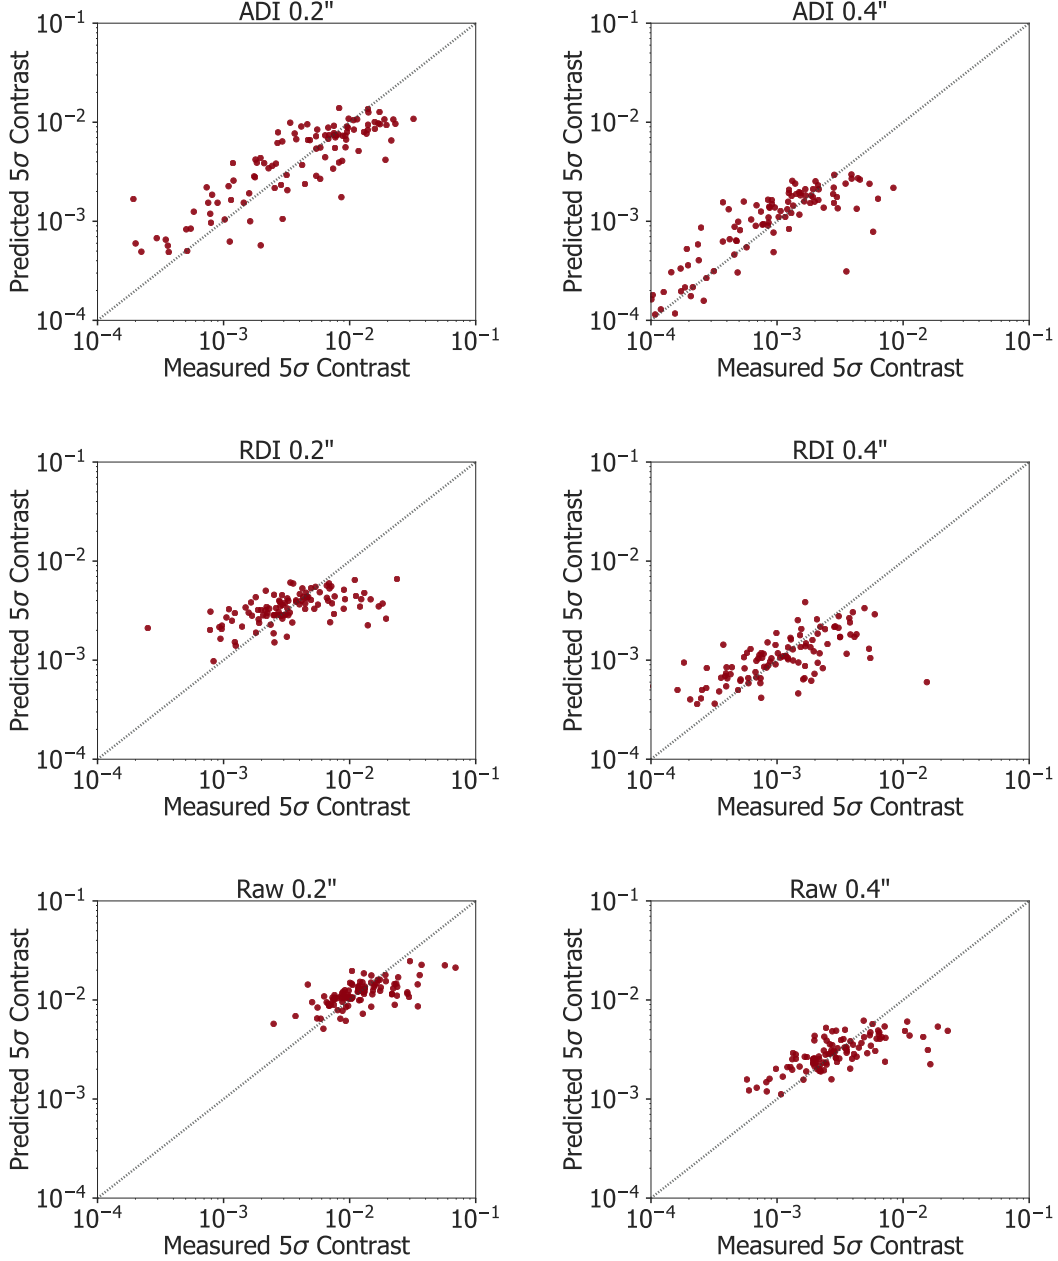 ADI 0.2"
Predicted 5σ Contrast
10⁻¹
10⁻²
10⁻³
10⁻⁴
10⁻⁴ 10⁻³ 10⁻² 10⁻¹
Measured 5σ Contrast
ADI 0.4"
Predicted 5σ Contrast
10⁻¹
10⁻²
10⁻³
10⁻⁴
10⁻⁴ 10⁻³ 10⁻² 10⁻¹
Measured 5σ Contrast
RDI 0.2"
Predicted 5σ Contrast
10⁻¹
10⁻²
10⁻³
10⁻⁴
10⁻⁴ 10⁻³ 10⁻² 10⁻¹
Measured 5σ Contrast
RDI 0.4"
Predicted 5σ Contrast
10⁻¹
10⁻²
10⁻³
10⁻⁴
10⁻⁴ 10⁻³ 10⁻² 10⁻¹
Measured 5σ Contrast
Raw 0.2"
Predicted 5σ Contrast
10⁻¹
10⁻²
10⁻³
10⁻⁴
10⁻⁴ 10⁻³ 10⁻² 10⁻¹
Measured 5σ Contrast
Raw 0.4"
Predicted 5σ Contrast
10⁻¹
10⁻²
10⁻³
10⁻⁴
10⁻⁴ 10⁻³ 10⁻² 10⁻¹
Measured 5σ Contrast